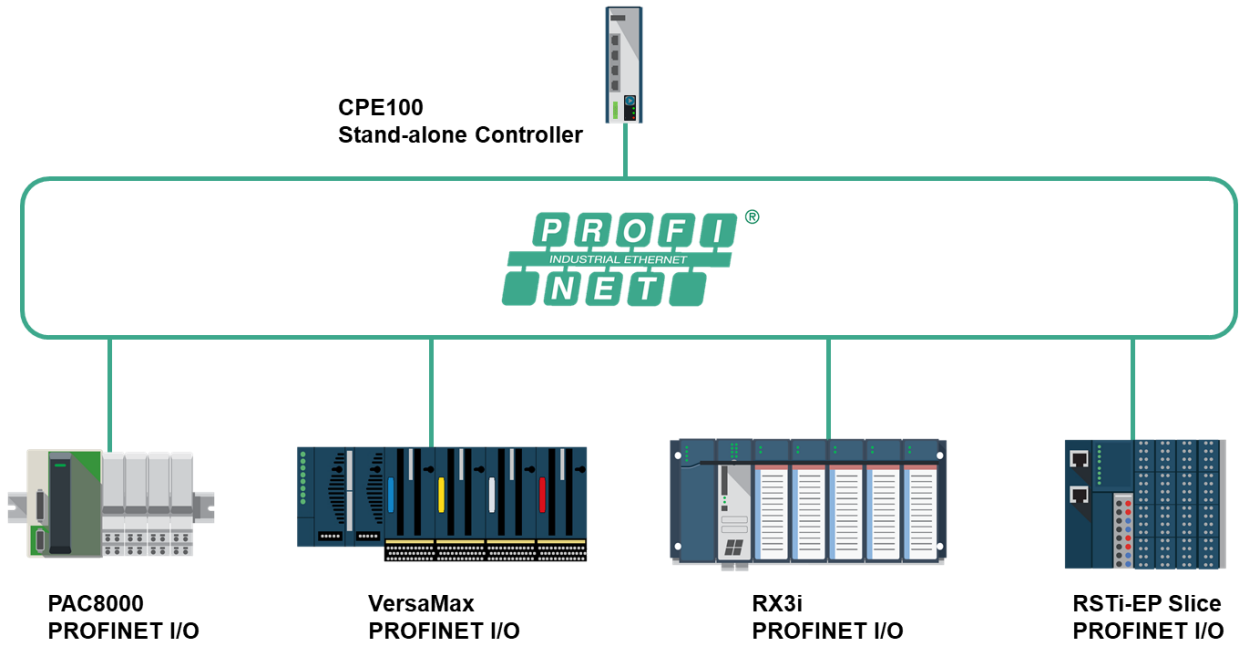 CPE100
Stand-alone Controller
PROFI®
INDUSTRIAL ETHERNET
NET
PAC8000
PROFINET I/O
VersaMax
PROFINET I/O
RX3i
PROFINET I/O
RSTi-EP Slice
PROFINET I/O